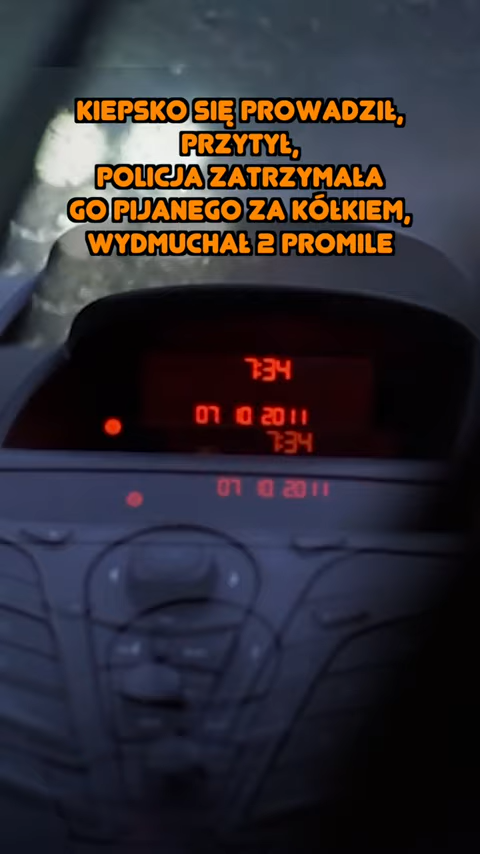 KIEPSKO SIĘ PROWADZIŁ,
PRZYTYŁ,
POLICJA ZATRZYMAŁA
GO PIJANEGO ZA KÓŁKIEM,
WYDMUCHAŁ 2 PROMILE
7:34
07 10 2011
7:34
07 10 2011